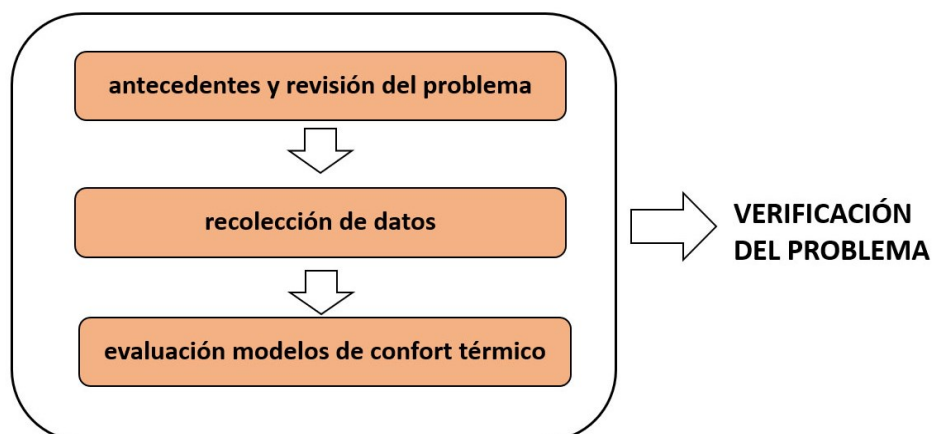 antecedentes y revisión del problema
recolección de datos
evaluación modelos de confort térmico
VERIFICACIÓN
DEL PROBLEMA